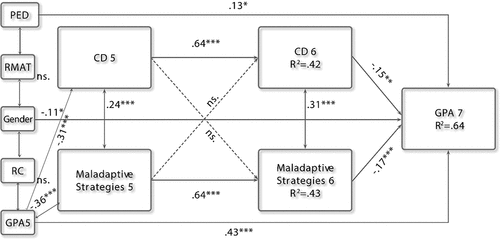 PED
.13*
RMAT
ns.
CD 5
.64***
CD 6
R²=.42
-.15**
Gender
-.11*
-.31***
.24***
ns.
ns.
.31***
GPA 7
R²=.64
RC
ns.
Maladaptive
Strategies 5
.64***
Maladaptive
Strategies 6
R²=.43
-.17***
GPA5
-.36***
.43***